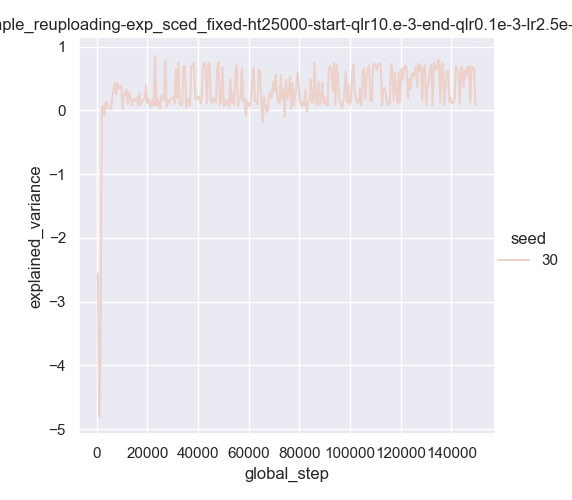 nple_reuploading-exp_sced_fixed-ht25000-start-qlr10.e-3-end-qlr0.1e-3-lr2.5e-
1
0
−1
−2
−3
−4
−5
explained_variance
0 20000 40000 60000 80000 100000 120000 140000
global_step
seed
30